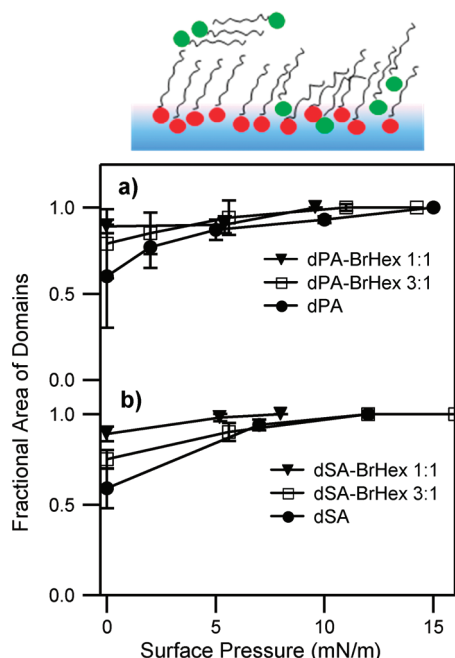 a)
1.0
0.5
0.0
dPA-BrHex 1:1
dPA-BrHex 3:1
dPA
b)
1.0
0.5
0.0
dSA-BrHex 1:1
dSA-BrHex 3:1
dSA
Fractional Area of Domains
0 5 10 15
Surface Pressure (mN/m)